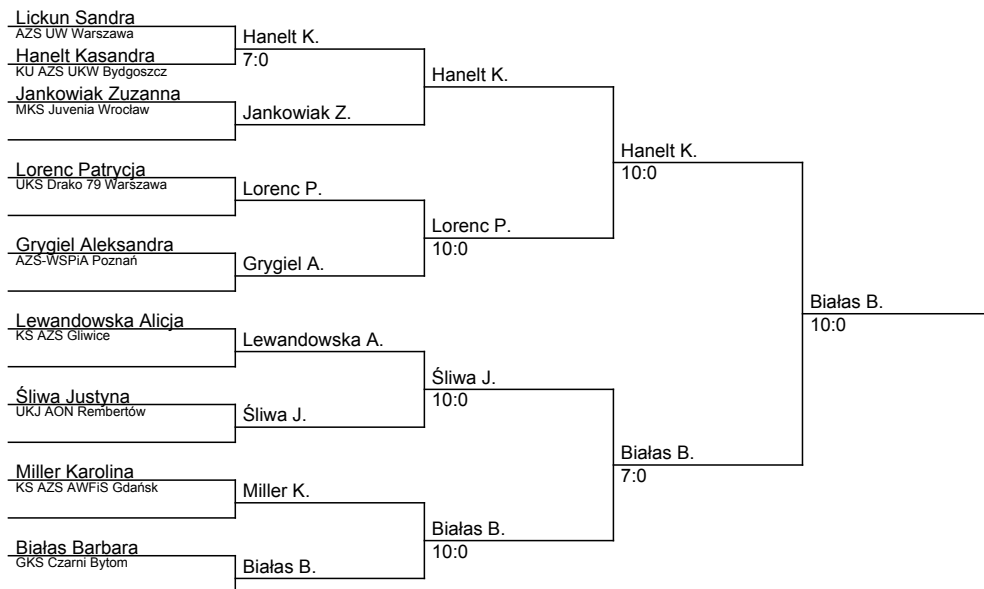 Lickun Sandra
AZS UW Warszawa
Hanelt Kasandra
KU AZS UKW Bydgoszcz
Jankowiak Zuzanna
MKS Juvenia Wrocław
Lorenc Patrycja
UKS Drako 79 Warszawa
Grygiel Aleksandra
AZS-WSPiA Poznań
Lewandowska Alicja
KS AZS Gliwice
Śliwa Justyna
UKJ AON Rembertów
Miller Karolina
KS AZS AWFiS Gdańsk
Białas Barbara
GKS Czarni Bytom
Hanelt K.
7:0
Jankowiak Z.
Lorenc P.
Grygiel A.
Lewandowska A.
Śliwa J.
Miller K.
Białas B.
Hanelt K.
Lorenc P.
10:0
Śliwa J.
10:0
Białas B.
10:0
Hanelt K.
10:0
Białas B.
7:0
Białas B.
10:0